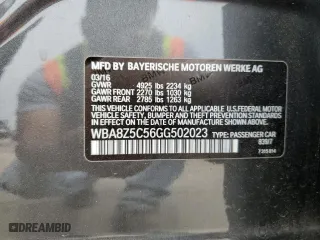 MFD BY BAYERISCHE MOTOREN WERKE AG
03/16
GVWR 4925 lbs 2234 kg
GAWR FRONT 2270 lbs 1030 kg
GAWR REAR 2785 lbs 1263 kg
THIS VEHICLE CONFORMS TO ALL APPLICABLE
FEDERAL MOTOR VEHICLE SAFETY,
BUMPER, AND THEFT PREVENTION
STANDARDS IN EFFECT ON THE DATE OF
MANUFACTURE SHOWN ABOVE.
WBA8Z5C56GG502023
TYPE: PASSENGER CAR
DREAMBID